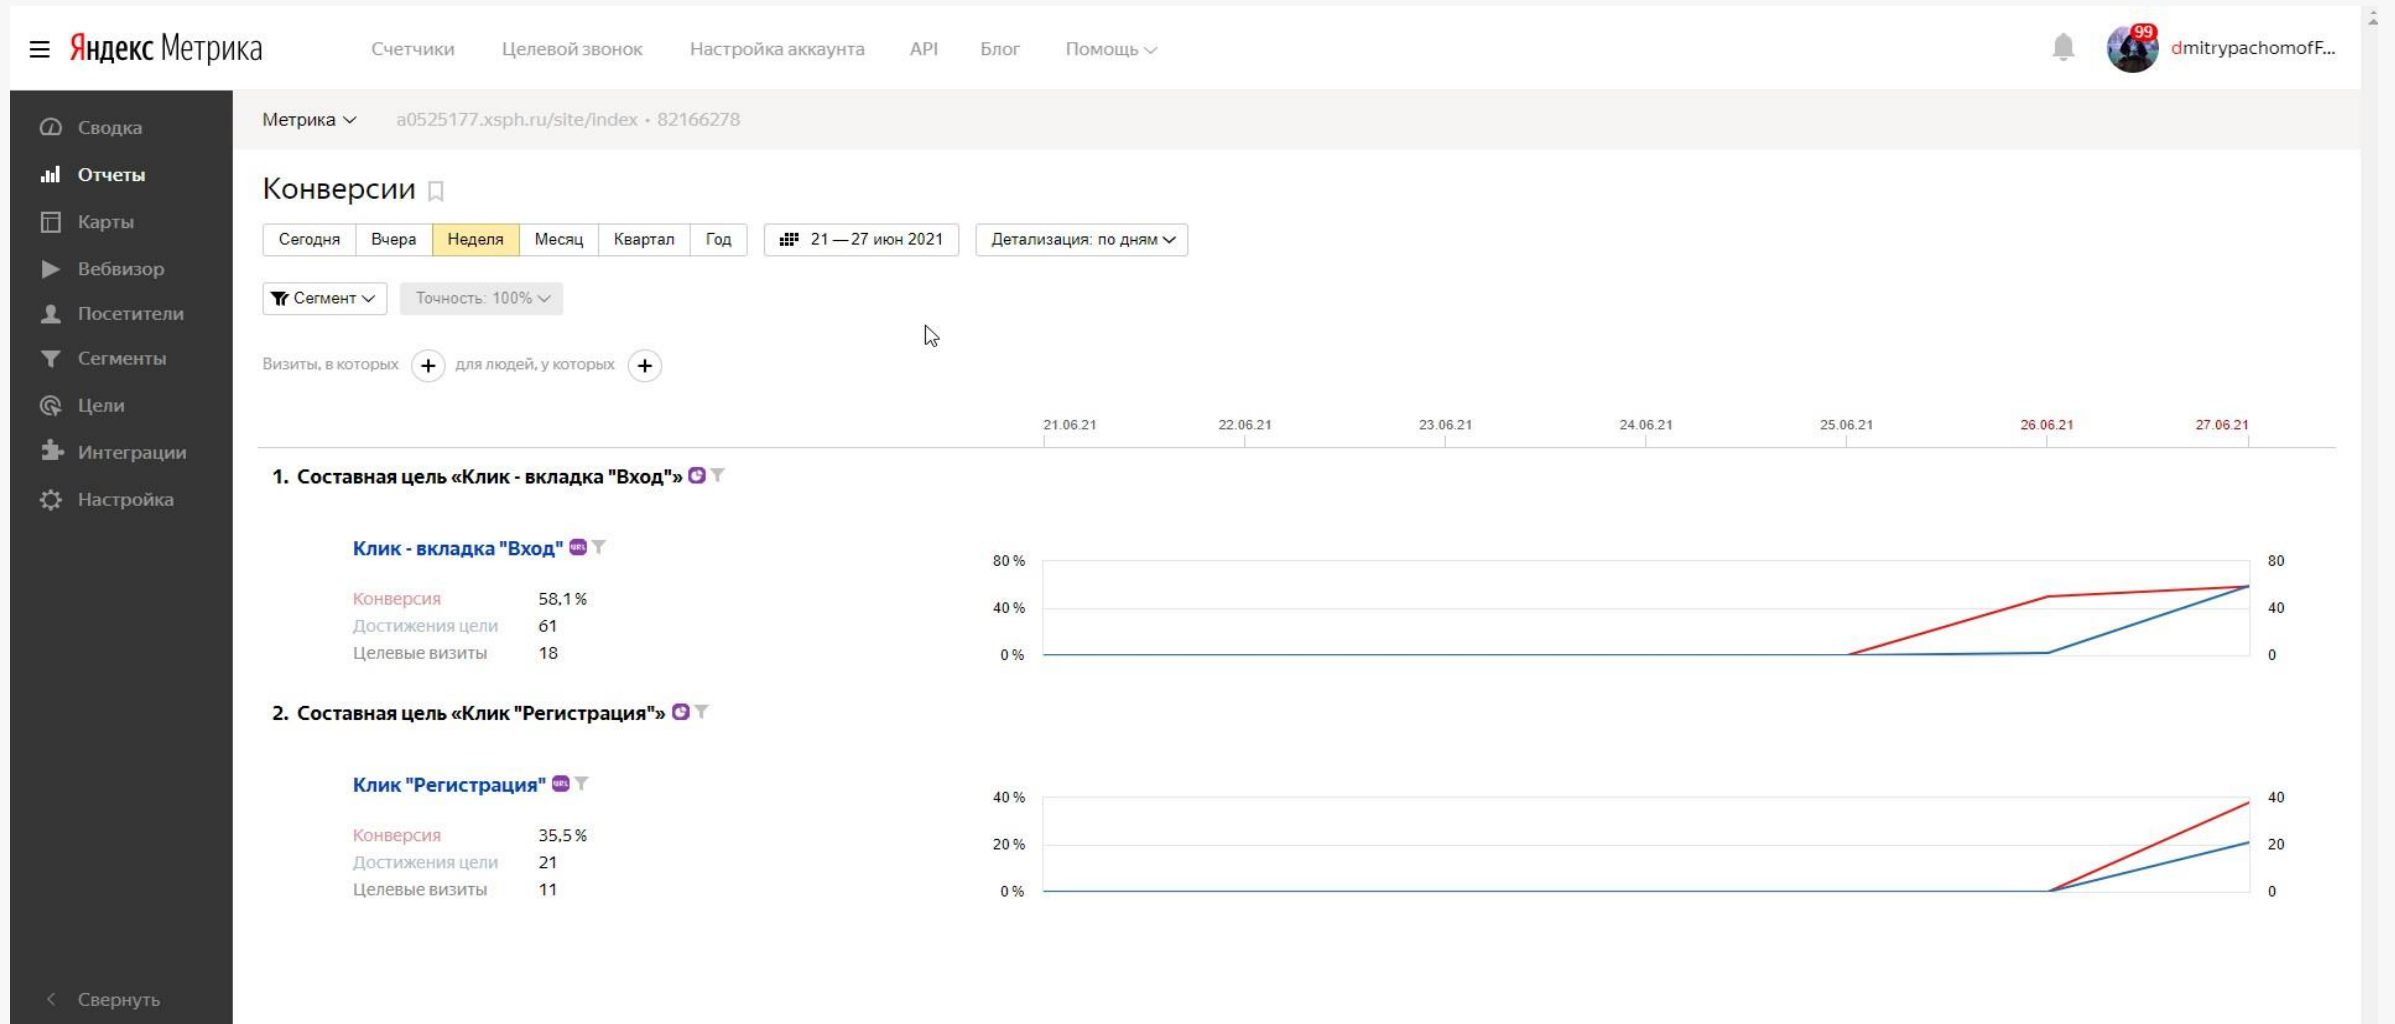 Яндекс Метрика Счетчики Целевой звонок Настройка аккаунта API Блог Помощь 99 dmitrypachomofF...
Метрика a0525177.xsph.ru/site/index • 82166278
Сводка
Отчеты
Карты
Вебвизор
Посетители
Сегменты
Цели
Интеграции
Настройка
Свернуть
Конверсии
Сегодня Вчера Неделя Месяц Квартал Год 21 — 27 июн 2021 Детализация: по дням
Сегмент Точность: 100%
Визиты, в которых + для людей, у которых +
21.06.21 22.06.21 23.06.21 24.06.21 25.06.21 26.06.21 27.06.21
1. Составная цель «Клик - вкладка "Вход"»
Клик - вкладка "Вход" URL
Конверсия 58,1%
Достижения цели 61
Целевые визиты 18
80 % 80
40 % 40
0 % 0
2. Составная цель «Клик "Регистрация"»
Клик "Регистрация" URL
Конверсия 35,5%
Достижения цели 21
Целевые визиты 11
40 % 40
20 % 20
0 % 0